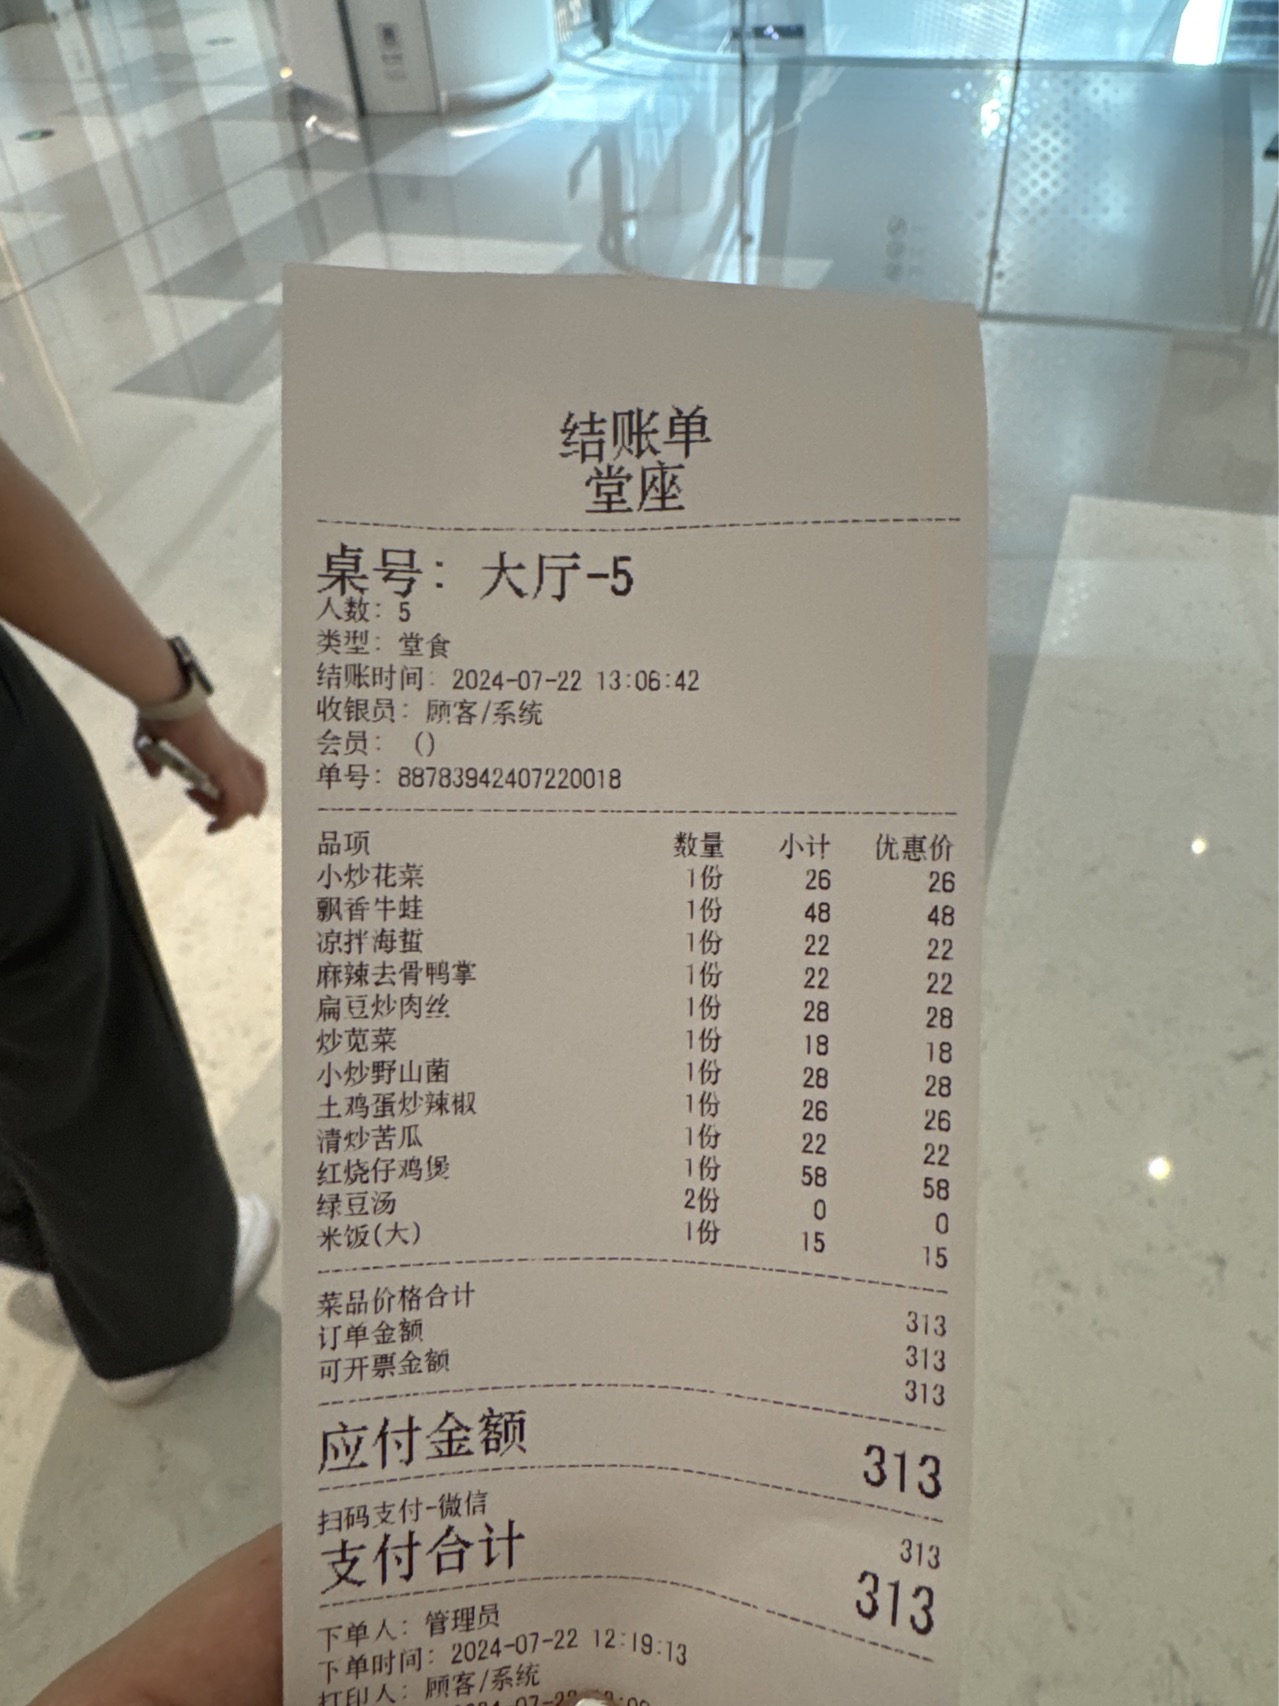 结账单
堂座
桌号：大厅-5
人数：5
类型：堂食
结账时间：2024-07-22 13:06:42
收银员：顾客/系统
会员：()
单号：88783942407220018
品项 数量 小计 优惠价
小炒花菜 1份 26 26
飘香牛蛙 1份 48 48
凉拌海蜇 1份 22 22
麻辣去骨鸭掌 1份 22 22
扁豆炒肉丝 1份 28 28
炒苋菜 1份 18 18
小炒野山菌 1份 28 28
土鸡蛋炒辣椒 1份 26 26
清炒苦瓜 1份 22 22
红烧仔鸡煲 1份 58 58
绿豆汤 2份 0 0
米饭(大) 1份 15 15
菜品价格合计 313
订单金额 313
可开票金额 313
应付金额 313
扫码支付-微信 313
支付合计 313
下单人：管理员
下单时间：2024-07-22 12:19:13
打印人：顾客/系统